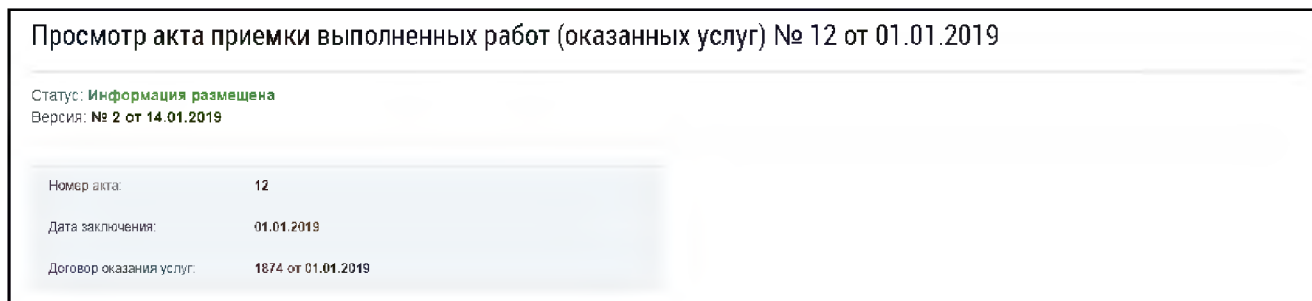 Просмотр акта приемки выполненных работ (оказанных услуг) № 12 от 01.01.2019
Статус: Информация размещена
Версия: № 2 от 14.01.2019
Номер акта: 12
Дата заключения: 01.01.2019
Договор оказания услуг: 1874 от 01.01.2019